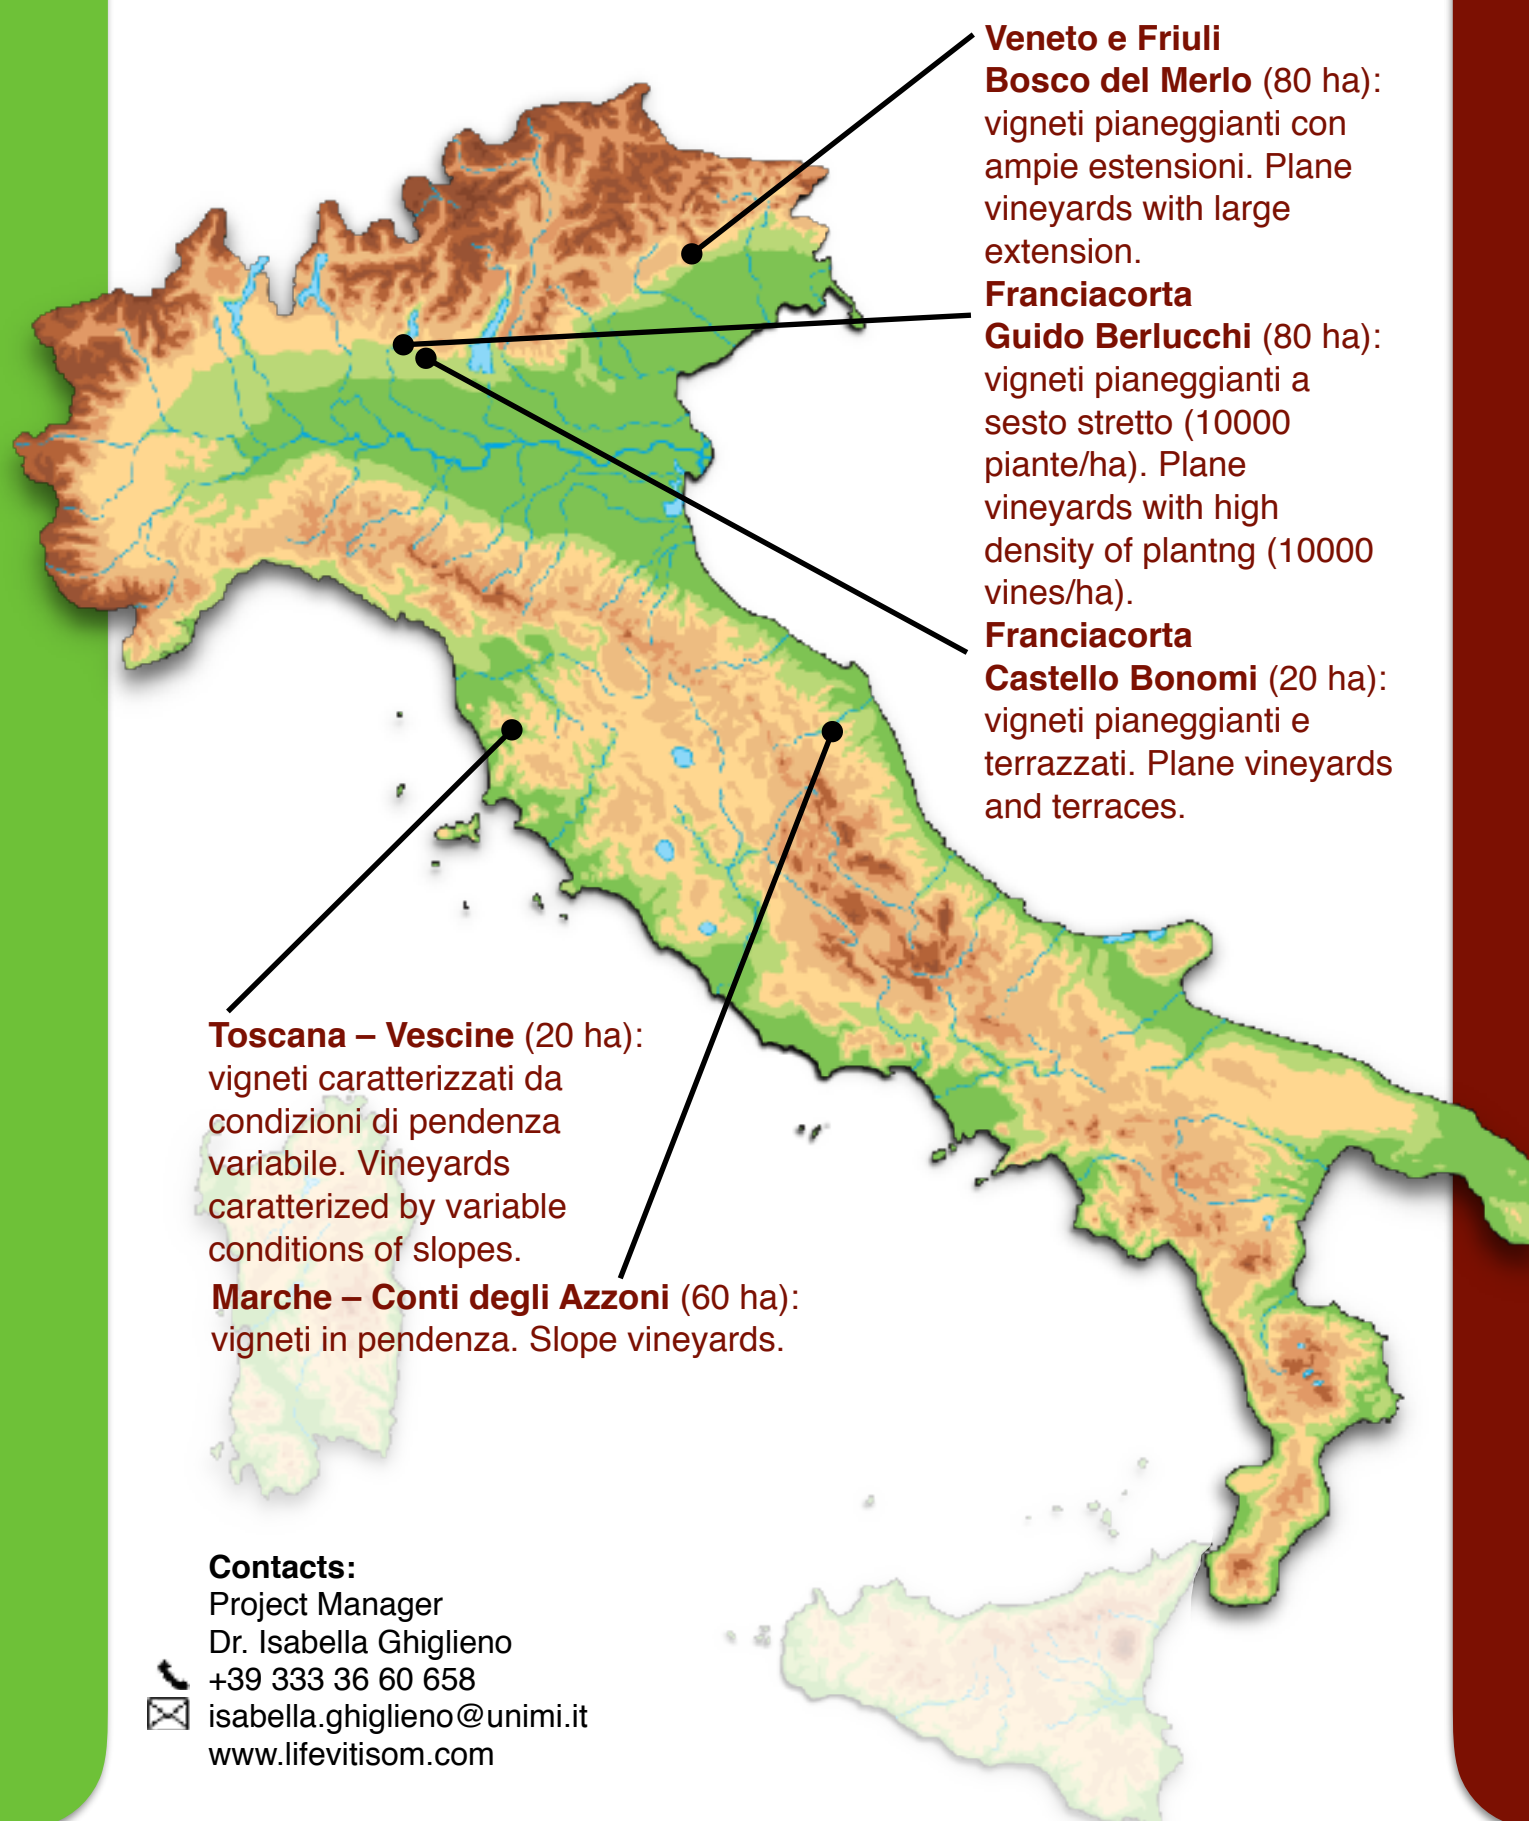 Veneto e Friuli
Bosco del Merlo (80 ha):
vigneti pianeggianti con
ampie estensioni. Plane
vineyards with large
extension.
Franciacorta
Guido Berlucchi (80 ha):
vigneti pianeggianti a
sesto stretto (10000
piante/ha). Plane
vineyards with high
density of plantng (10000
vines/ha).
Franciacorta
Castello Bonomi (20 ha):
vigneti pianeggianti e
terrazzati. Plane vineyards
and terraces.
Toscana – Vescine (20 ha):
vigneti caratterizzati da
condizioni di pendenza
variabile. Vineyards
caratterized by variable
conditions of slopes.
Marche – Conti degli Azzoni (60 ha):
vigneti in pendenza. Slope vineyards.
Contacts:
Project Manager
Dr. Isabella Ghiglieno
+39 333 36 60 658
isabella.ghiglieno@unimi.it
www.lifevitisom.com